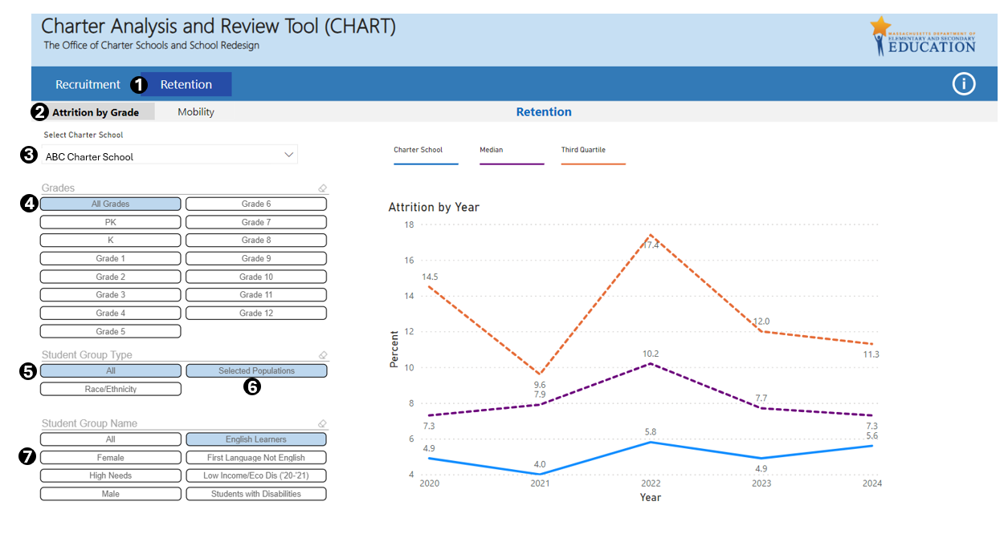 Charter Analysis and Review Tool (CHART)
The Office of Charter Schools and School Redesign
MASSACHUSETTS DEPARTMENT OF
ELEMENTARY AND SECONDARY
EDUCATION
Recruitment
1 Retention
i
2 Attrition by Grade
Mobility
Retention
Select Charter School
3 ABC Charter School
Charter School
Median
Third Quartile
Grades
4 All Grades
Grade 6
PK
Grade 7
K
Grade 8
Grade 1
Grade 9
Grade 2
Grade 10
Grade 3
Grade 11
Grade 4
Grade 12
Grade 5
Student Group Type
5 All
Selected Populations
6
Race/Ethnicity
Student Group Name
All
English Learners
7 Female
First Language Not English
High Needs
Low Income/Eco Dis ('20-'21)
Male
Students with Disabilities
Attrition by Year
Percent
18
16
14
12
10
8
6
4
14.5
9.6
17.4
12.0
11.3
7.3
7.9
10.2
7.7
7.3
4.9
4.0
5.8
4.9
5.6
2020
2021
2022
2023
2024
Year